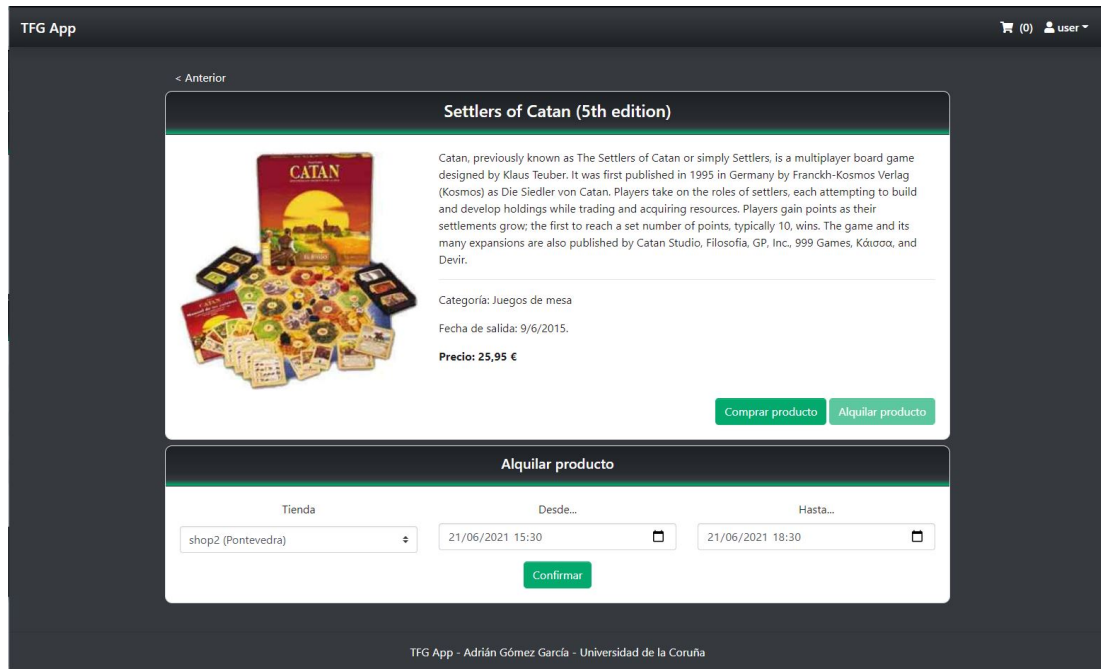 TFG App
(0) user
< Anterior
Settlers of Catan (5th edition)
CATAN
Catan, previously known as The Settlers of Catan or simply Settlers, is a multiplayer board game
designed by Klaus Teuber. It was first published in 1995 in Germany by Franckh-Kosmos Verlag
(Kosmos) as Die Siedler von Catan. Players take on the roles of settlers, each attempting to build
and develop holdings while trading and acquiring resources. Players gain points as their
settlements grow; the first to reach a set number of points, typically 10, wins. The game and its
many expansions are also published by Catan Studio, Filosofia, GP, Inc., 999 Games, Κάισσα, and
Devir.
Categoría: Juegos de mesa
Fecha de salida: 9/6/2015.
Precio: 25,95 €
Comprar producto
Alquilar producto
Alquilar producto
Tienda
Desde...
Hasta...
shop2 (Pontevedra)
21/06/2021 15:30
21/06/2021 18:30
Confirmar
TFG App - Adrián Gómez García - Universidad de la Coruña